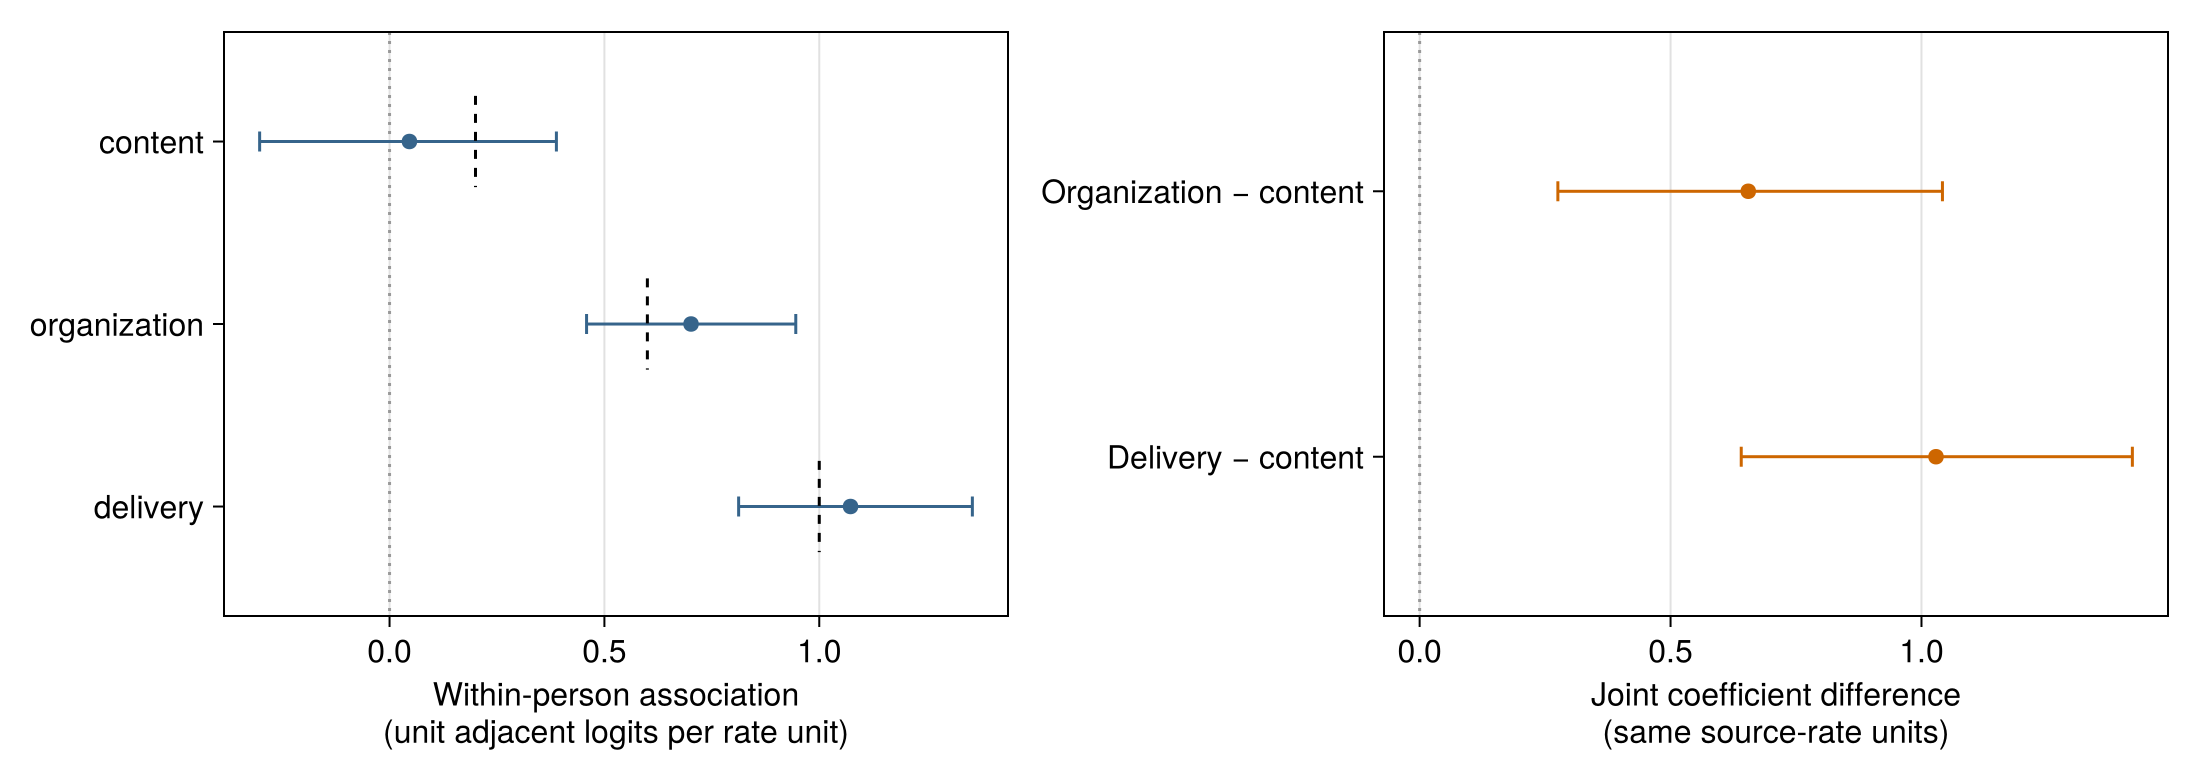 content
organization
delivery
0.0 0.5 1.0
Within-person association
(unit adjacent logits per rate unit)
Organization − content
Delivery − content
0.0 0.5 1.0
Joint coefficient difference
(same source-rate units)